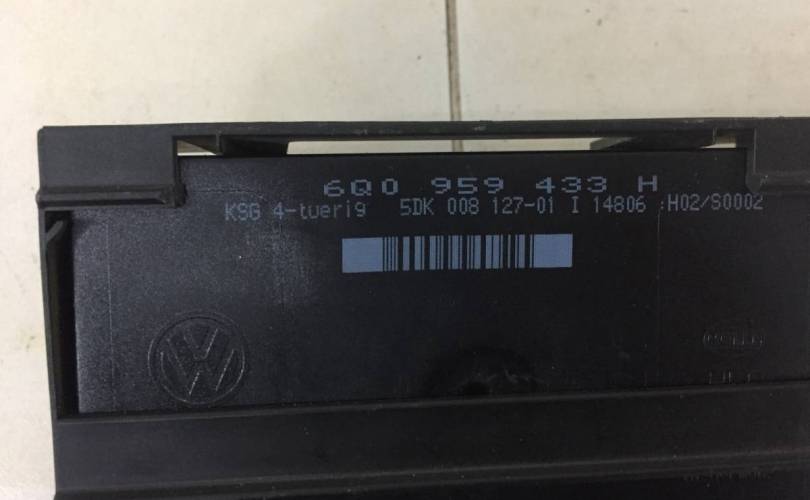 6Q0 959 433 H
KSG 4-tuerig 5DK 008 127-01 I 14806 :H02/S0002